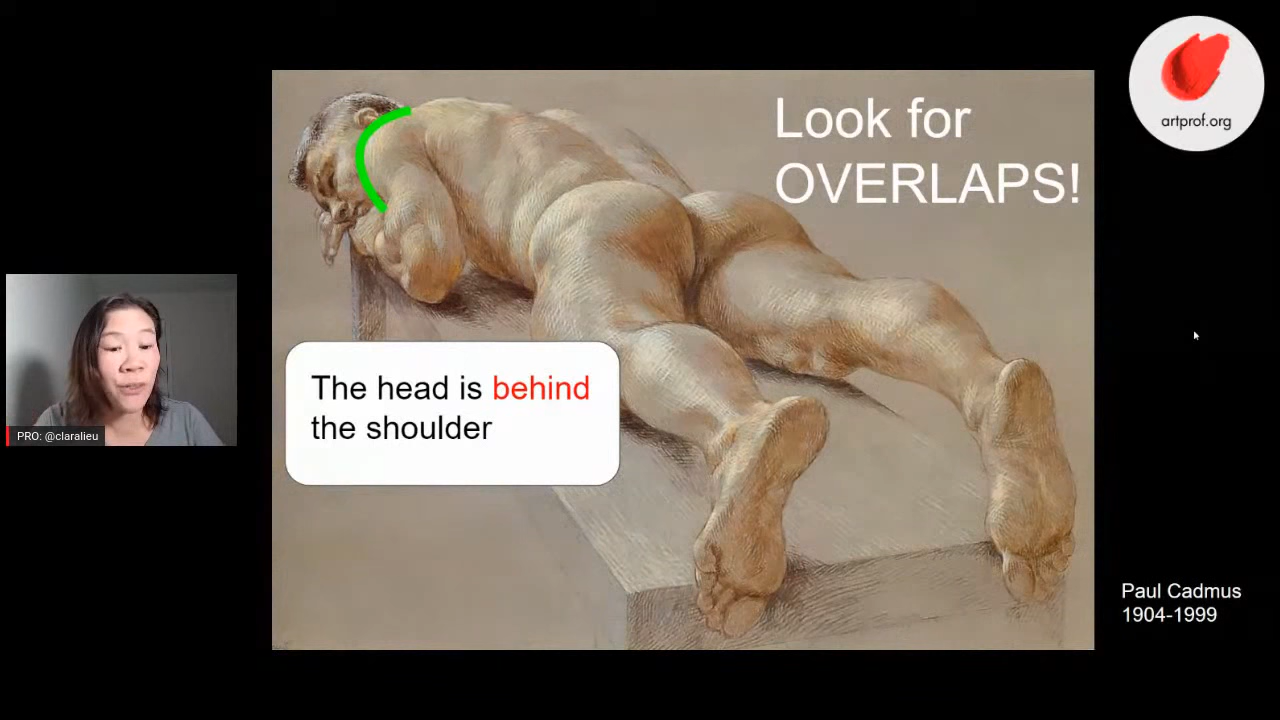 Look for
OVERLAPS!
artprof.org
The head is behind
the shoulder
PRO: @claralieu
Paul Cadmus
1904-1999